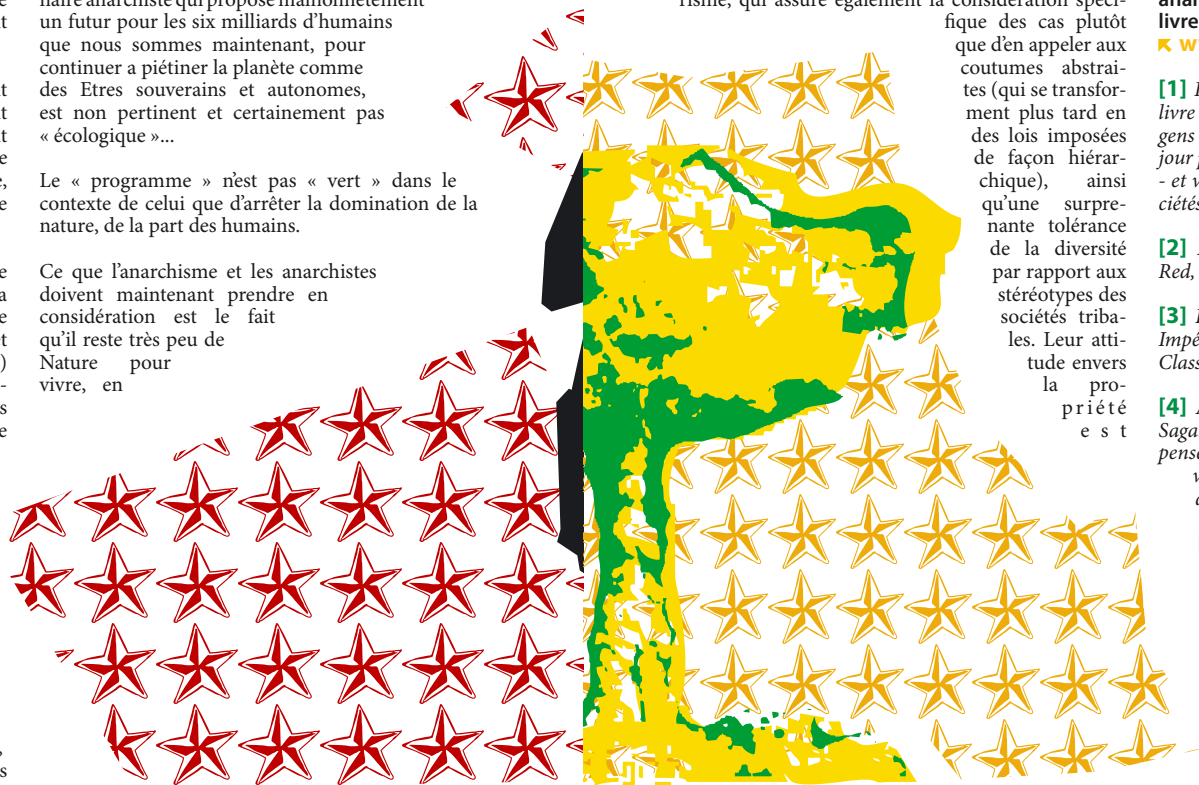 naire anarchiste qui propose malhonnêtement
un futur pour les six milliards d’humains
que nous sommes maintenant, pour
continuer a piétiner la planète comme
des Etres souverains et autonomes,
est non pertinent et certainement pas
« écologique »...
Le « programme » n’est pas « vert » dans le
contexte de celui que d’arrêter la domination de la
nature, de la part des humains.
Ce que l’anarchisme et les anarchistes
doivent maintenant prendre en
considération est le fait
qu’il reste très peu de
Nature pour
vivre, en
risme, qui assure également la considération spéci-
fique des cas plutôt
que d’en appeler aux
coutumes abstrai-
tes (qui se transfor-
ment plus tard en
des lois imposées
de façon hiérar-
chique), ainsi
qu’une surpre-
nante tolérance
de la diversité
par rapport aux
stéréotypes des
sociétés triba-
les. Leur atti-
tude envers
la pro-
priété
est
livre
[1]
livre
gens
jour
- et
ciétés
[2]
Red,
[3]
Impé
Class
[4]
Saga
pens